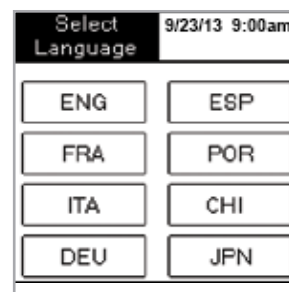 Select
Language
9/23/13 9:00am
ENG ESP
FRA POR
ITA CHI
DEU JPN